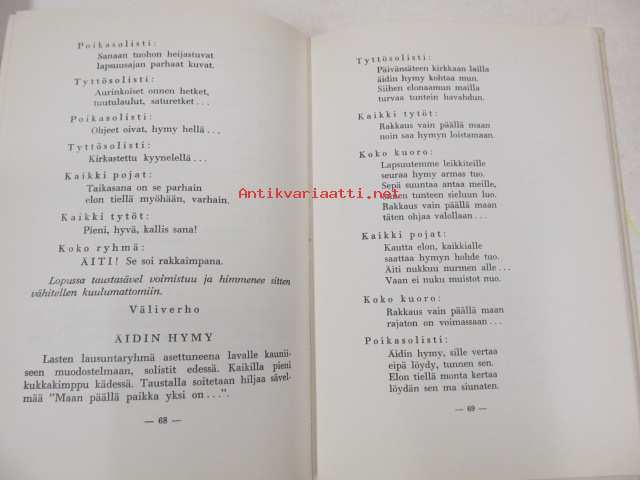 Poikasolisti:
Sanaan tuohon heijastuvat
lapsuusajan parhaat kuvat.
Tyttösolisti:
Aurinkoiset onnen hetket,
tuutulaulut, saturetket...
Poikasolisti:
Ohjeet oivat, hymy hellä...
Tyttösolisti:
Kirkastettu kyynelellä...
Kaikki pojat:
Taikasana on se parhain
elon tiellä myöhään, varhain.
Kaikki tytöt:
Pieni, hyvä, kallis sana!
Koko ryhmä:
ÄITI! Se soi rakkaimpana.
Lopussa taustasävel voimistuu ja himmenee sitten
vähitellen kuulumattomiin.
Väliverho
ÄIDIN HYMY
Lasten lausuntaryhmä asettuneena lavalle kaunii-
seen muodostelmaan, solistit edessä. Kaikilla pieni
kukkakimppu kädessä. Taustalla soitetaan hiljaa sävel-
mää "Maan päällä paikka yksi on...".
— 68 —
Tyttösolisti:
Päivänsäteen kirkkaan lailla
äidin hymy kohtaa mun.
Siihen elonaamun mailla
turvaa tuntein havahdun.
Kaikki tytöt:
Rakkaus vain päällä maan
noin saa hymyn loistamaan.
Koko kuoro:
Lapsuutemme leikkiteille
seuraa hymy armas tuo.
Sepä suuntaa antaa meille,
tunteen sieluun luo.
Rakkaus vain päällä maan
täten ohjaa valollaan...
Kaikki pojat:
Kautta elon, kaikkialle
saattaa hymyn hohde tuo.
Äiti nukkuu nurmen alle...
Vaan ei nuku muistot nuo.
Koko kuoro:
Rakkaus vain päällä maan
rajaton on voimassaan...
Poikasolisti:
Äidin hymy, sille vertaa
eipä löydy, tunnen sen.
Elon tiellä monta kertaa
löydän sen ma siunaten.
— 69 —
Antikvariaatti.net